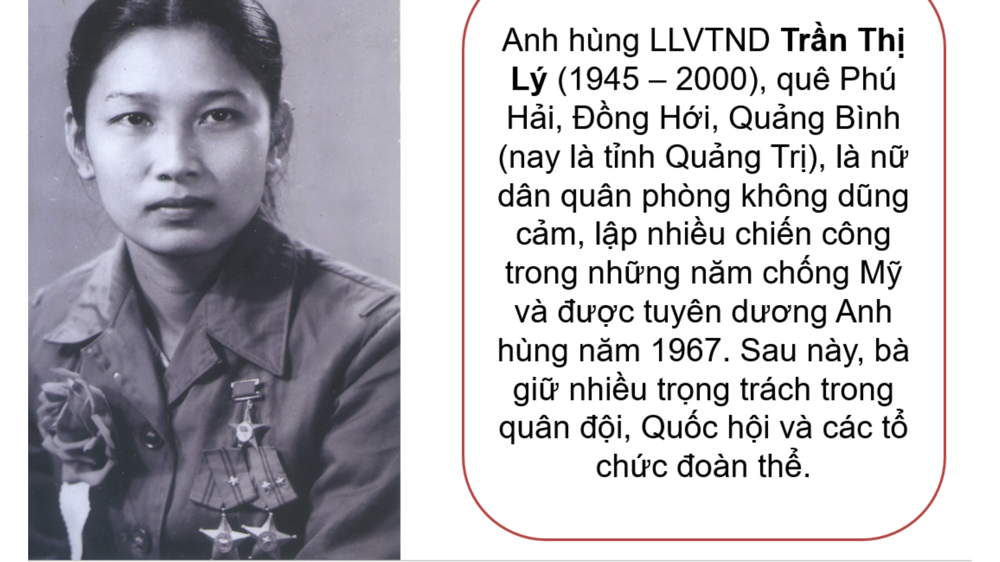 Anh hùng LLVTND Trần Thị
Lý (1945 – 2000), quê Phú
Hải, Đồng Hới, Quảng Bình
(nay là tỉnh Quảng Trị), là nữ
dân quân phòng không dũng
cảm, lập nhiều chiến công
trong những năm chống Mỹ
và được tuyên dương Anh
hùng năm 1967. Sau này, bà
giữ nhiều trọng trách trong
quân đội, Quốc hội và các tổ
chức đoàn thể.